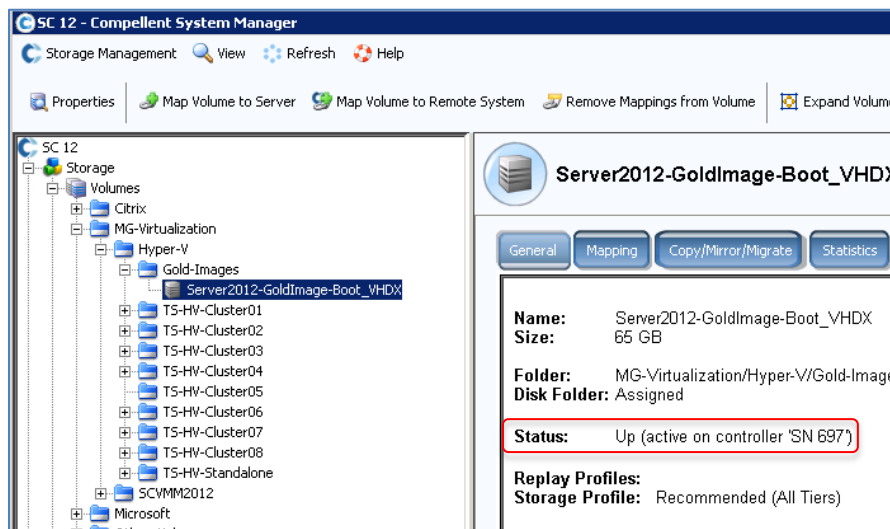 SC 12 - Compellent System Manager
Storage Management View Refresh Help
Properties Map Volume to Server Map Volume to Remote System Remove Mappings from Volume Expand Volume
SC 12
Storage
Volumes
Citrix
MG-Virtualization
Hyper-V
Gold-Images
Server2012-GoldImage-Boot_VHDX
TS-HV-Cluster01
TS-HV-Cluster02
TS-HV-Cluster03
TS-HV-Cluster04
TS-HV-Cluster05
TS-HV-Cluster06
TS-HV-Cluster07
TS-HV-Cluster08
TS-HV-Standalone
SCVMM2012
Microsoft
Server2012-GoldImage-Boot_VHDX
General Mapping Copy/Mirror/Migrate Statistics
Name: Server2012-GoldImage-Boot_VHDX
Size: 65 GB
Folder: MG-Virtualization/Hyper-V/Gold-Image
Disk Folder: Assigned
Status: Up (active on controller 'SN 697')
Replay Profiles:
Storage Profile: Recommended (All Tiers)